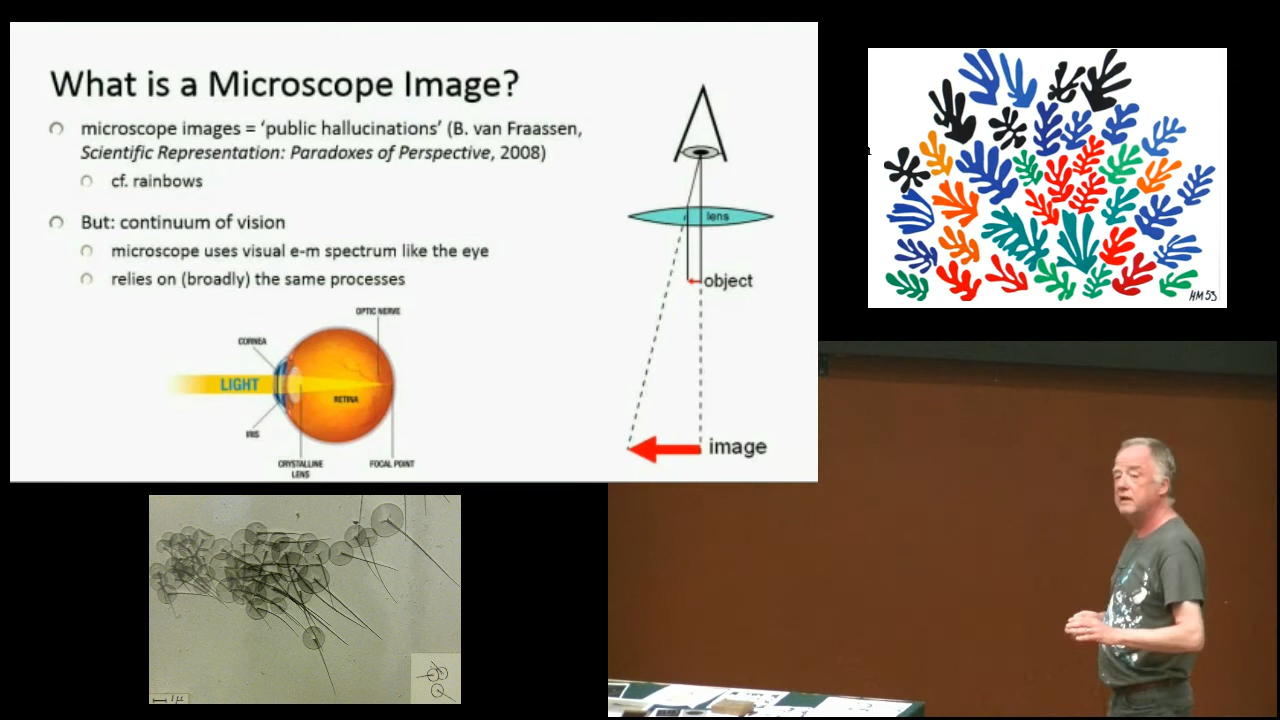 What is a Microscope Image?
microscope images = ‘public hallucinations’ (B. van Fraassen,
Scientific Representation: Paradoxes of Perspective, 2008)
cf. rainbows
But: continuum of vision
microscope uses visual e-m spectrum like the eye
relies on (broadly) the same processes
OPTIC NERVE
CORNEA
LIGHT
RETINA
IRIS
CRYSTALLINE
LENS
FOCAL POINT
lens
object
image
n
HM 53
1 μ